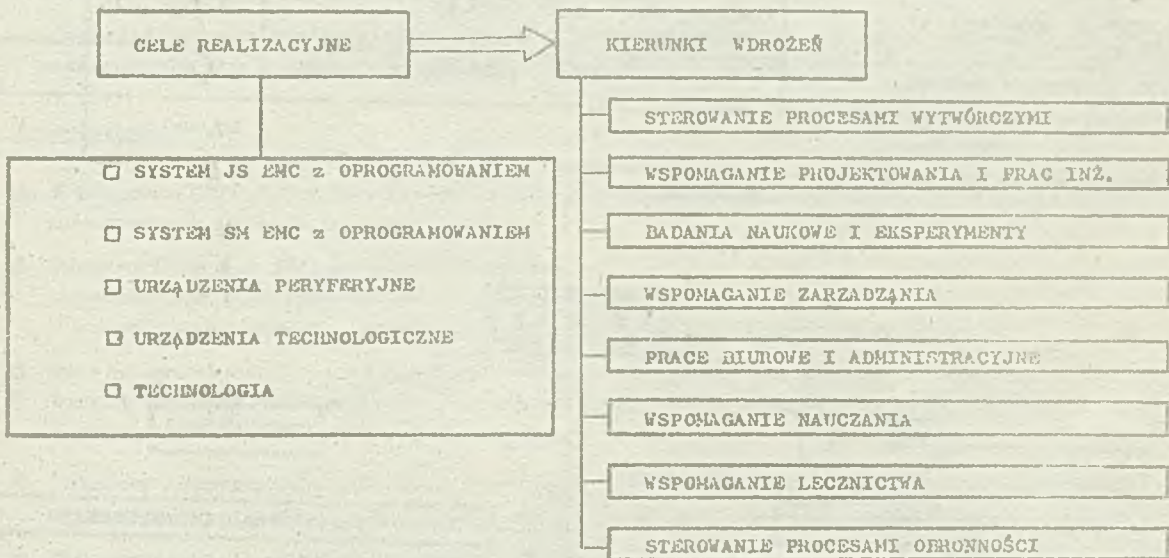 CELE REALIZACYJNE
KIERUNKI WDROŻEŃ
□ SYSTEM JS EMC z OPROGRAMOWANIEM
□ SYSTEM SM EMC z OPROGRAMOWANIEM
□ URZĄDZENIA PERYFERYJNE
□ URZĄDZENIA TECHNOLOGICZNE
□ TECHNOLOGIA
STEROWANIE PROCESAMI WYTWÓRCZYMI
WSPOMAGANIE PROJEKTOWANIA I PRAC INŻ.
BADANIA NAUKOWE I EKSPERYMENTY
WSPOMAGANIE ZARZADZĄNIA
PRACE BIUROWE I ADMINISTRACYJNE
WSPOMAGANIE NAUCZANIA
WSPOMAGANIE LECZNICTWA
STEROWANIE PROCESAMI OBRONNOŚCI